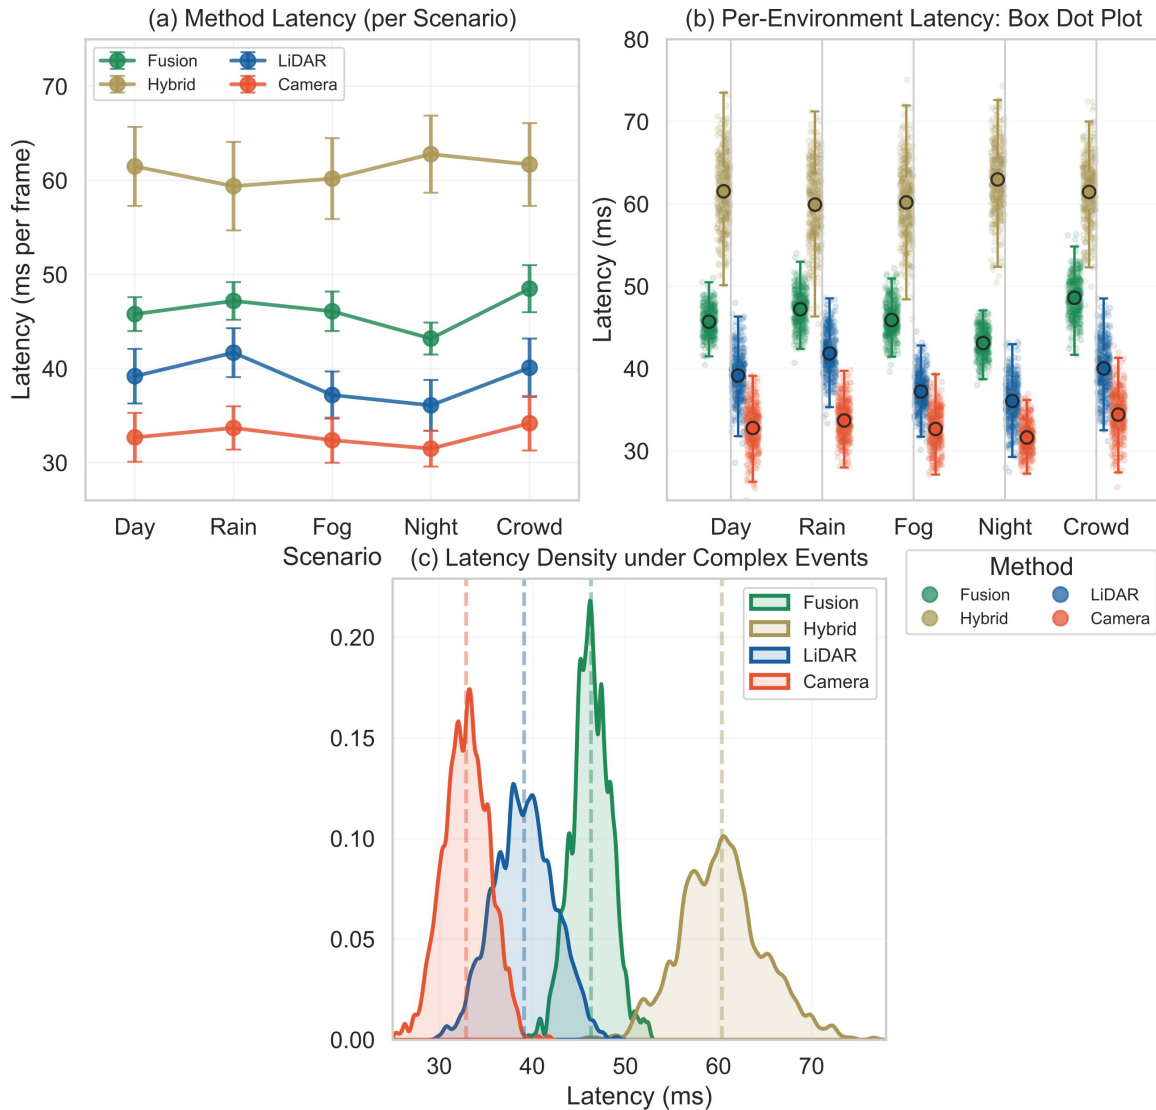 (a) Method Latency (per Scenario)
Fusion
Hybrid
LiDAR
Camera
Latency (ms per frame)
70
60
50
40
30
Day
Rain
Fog
Night
Crowd
Scenario
(b) Per-Environment Latency: Box Dot Plot
Latency (ms)
80
70
60
50
40
30
Day
Rain
Fog
Night
Crowd
Method
Fusion
Hybrid
LiDAR
Camera
(c) Latency Density under Complex Events
Fusion
Hybrid
LiDAR
Camera
0.20
0.15
0.10
0.05
0.00
30
40
50
60
70
Latency (ms)